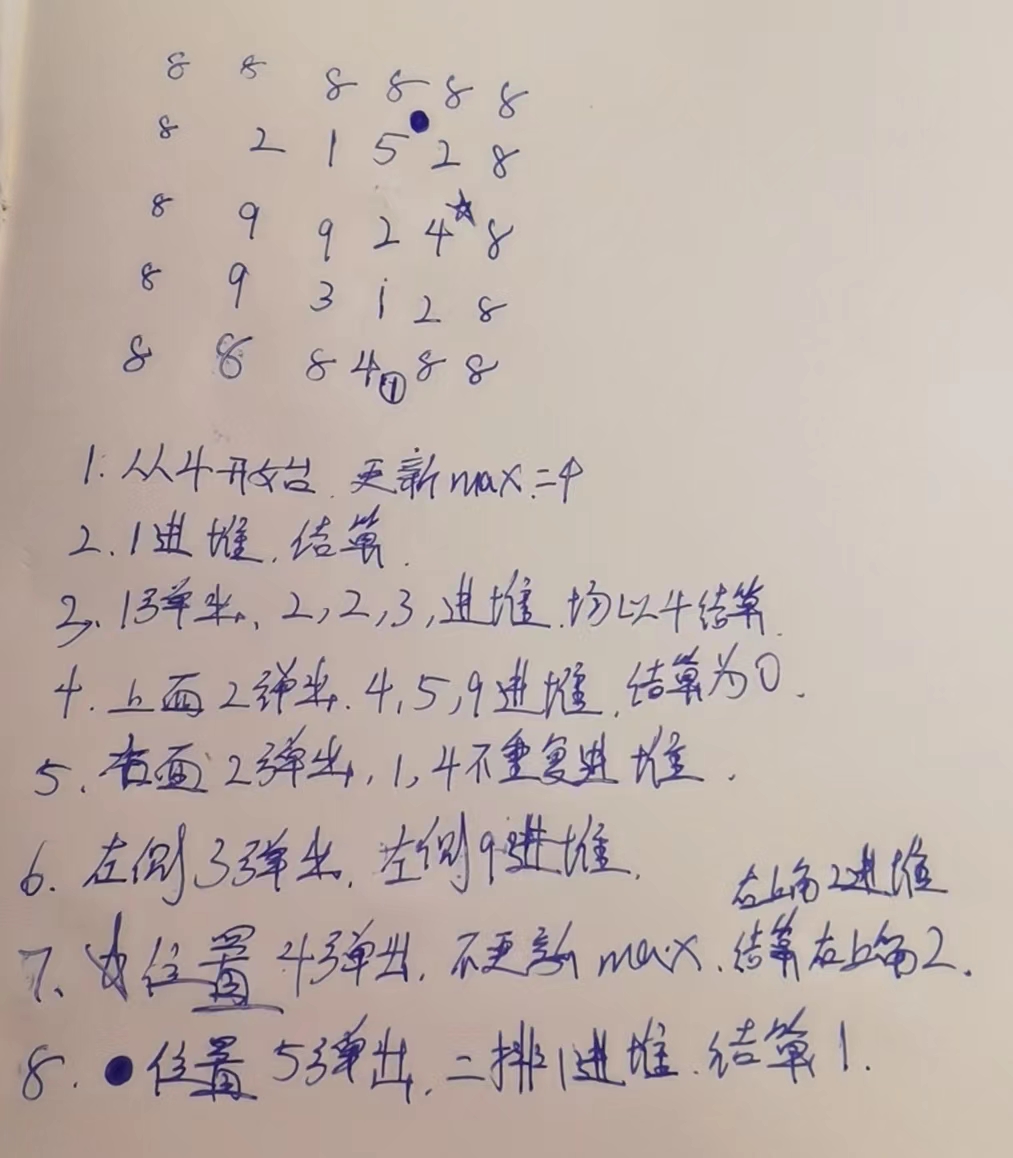 8 8 8 8 8 8
8 2 1 5 2 8
8 9 9 2 4 8
8 9 3 1 2 8
8 8 8 4① 8 8
1. 从4开始. 更新max=4
2. 1进堆. 结算.
3. 1弹出. 2,2,3,进堆.均以4结算.
4. 上面2弹出. 4,5,9进堆. 结算为0.
5. 右面2弹出, 1,4不重复进堆.
6. 左侧3弹出. 左侧9进堆.
右上角2进堆
7. ☆位置4弹出. 不更新max. 结算右上角2.
8. ●位置5弹出. 二排1进堆. 结算1.